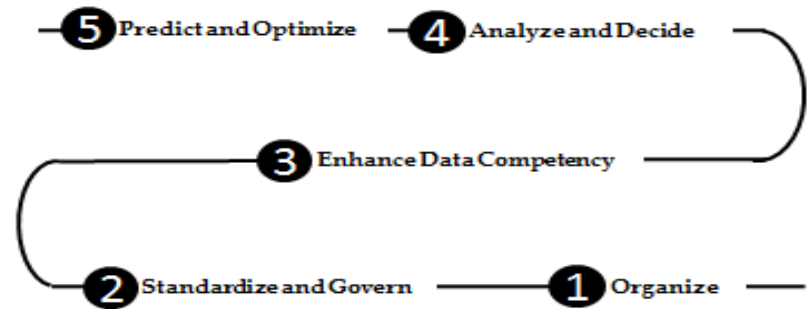 5 Predict and Optimize 4 Analyze and Decide
3 Enhance Data Competency
2 Standardize and Govern 1 Organize